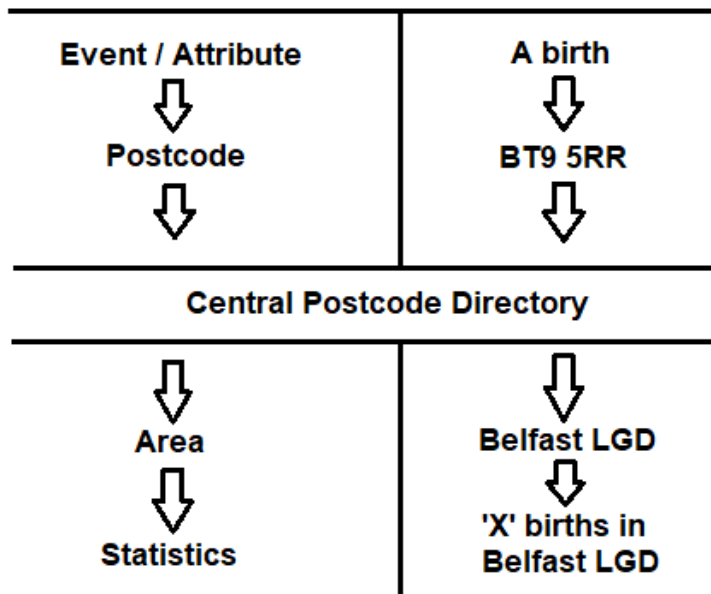 Event / Attribute
Postcode
A birth
BT9 5RR
Central Postcode Directory
Area
Statistics
Belfast LGD
'X' births in
Belfast LGD